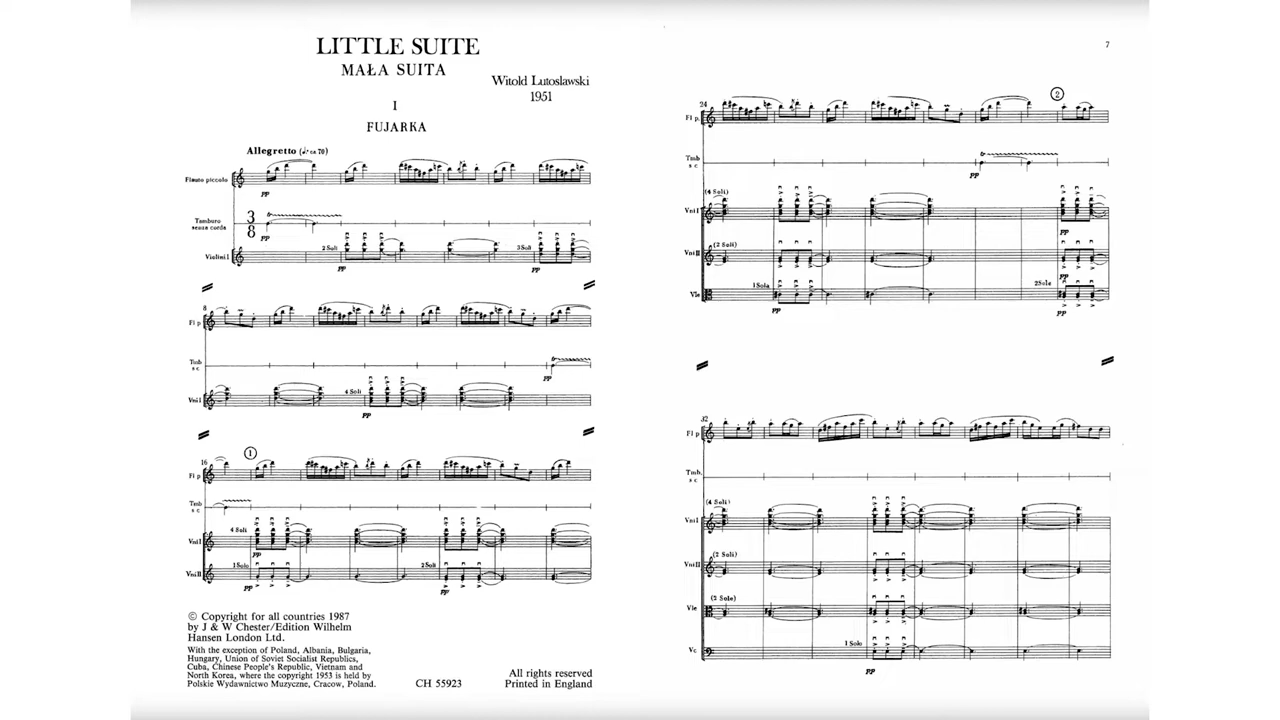 LITTLE SUITE
MAŁA SUITA
Witold Lutosławski
1951
I
FUJARKA
Allegretto (♪. ca 70)
Flauto piccolo
pp
Tamburo
senza corda
3
8
pp
2 Soli
3 Soli
Violini I
pp
pp
8
Fl p
Tmb
s c
pp
4 Soli
Vni I
pp
16
1
Fl p
Tmb
s c
4 Soli
Vni I
pp
1 Solo
2 Soli
Vni II
pp
pp
© Copyright for all countries 1987
by J & W Chester/Edition Wilhelm
Hansen London Ltd.
With the exception of Poland, Albania, Bulgaria,
Hungary, Union of Soviet Socialist Republics,
Cuba, Chinese People's Republic, Vietnam and
North Korea, where the copyright 1953 is held by
Polskie Wydawnictwo Muzyczne, Cracow, Poland.
CH 55923
All rights reserved
Printed in England
7
24
2
Fl p.
Tmb
s c
pp
(4 Soli)
Vni I
pp
(2 Soli)
Vni II
pp
1 Sola
2 Sole
Vle
pp
pp
32
Fl p
Tmb.
s c
(4 Soli)
Vni I
(2 Soli)
Vni II
(2 Sole)
Vle
1 Solo
Vc
pp